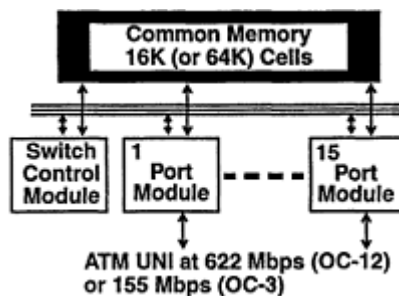 Common Memory
16K (or 64K) Cells
Switch
Control
Module
1
Port
Module
15
Port
Module
ATM UNI at 622 Mbps (OC-12)
or 155 Mbps (OC-3)